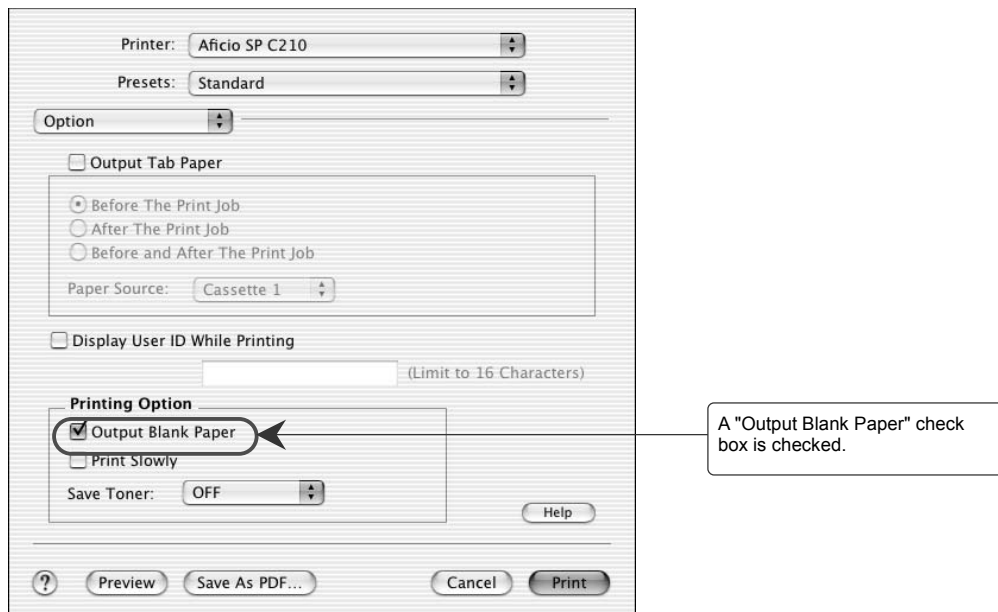 Printer: Aficio SP C210
Presets: Standard
Option
Output Tab Paper
Before The Print Job
After The Print Job
Before and After The Print Job
Paper Source: Cassette 1
Display User ID While Printing
(Limit to 16 Characters)
Printing Option
Output Blank Paper
A "Output Blank Paper" check
box is checked.
Print Slowly
Save Toner: OFF
Help
? Preview Save As PDF... Cancel Print